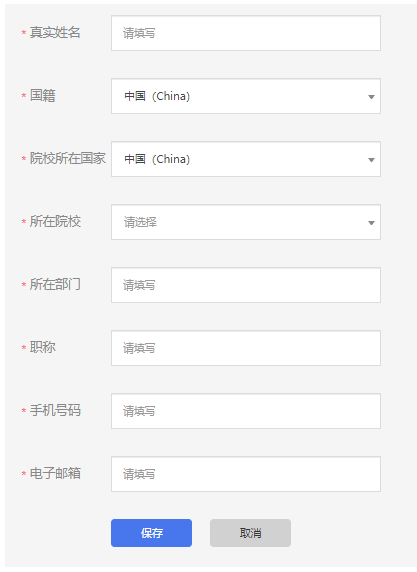 * 真实姓名 请填写
* 国籍 中国（China）
* 院校所在国家 中国（China）
* 所在院校 请选择
* 所在部门 请填写
* 职称 请填写
* 手机号码 请填写
* 电子邮箱 请填写
保存 取消